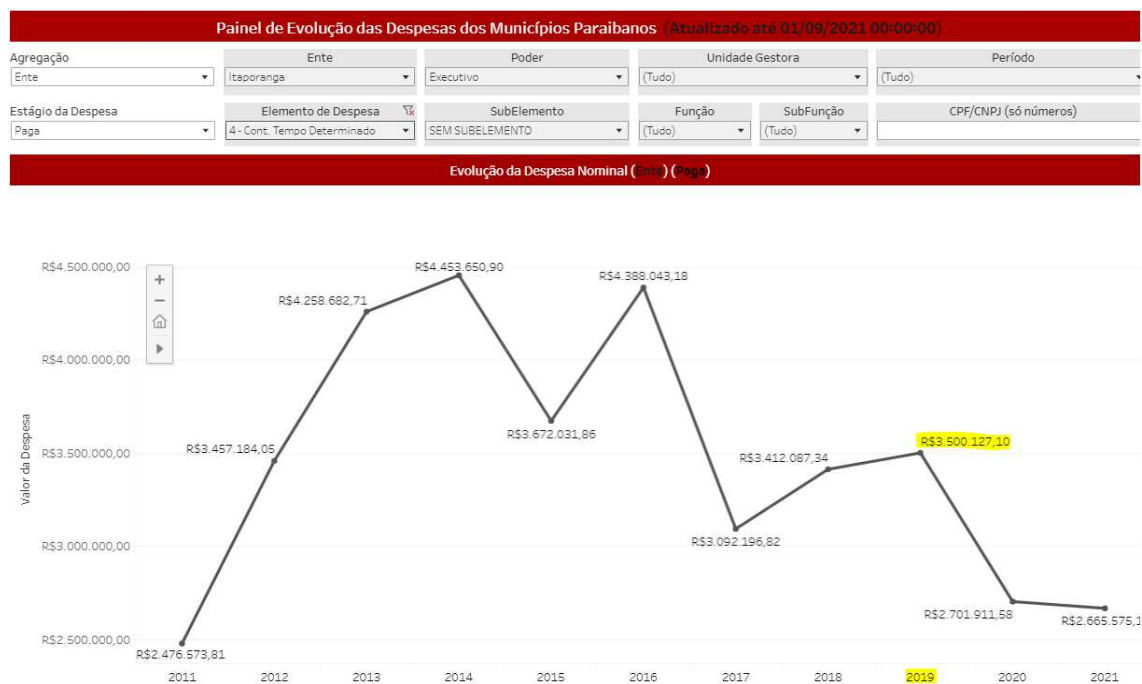 Painel de Evolução das Despesas dos Municípios Paraibanos (Atualizado até 01/09/2021 00:00:00)
Agregação Ente Poder Unidade Gestora Período
Ente Itaporanga Executivo (Tudo) (Tudo)
Estágio da Despesa Elemento de Despesa SubElemento Função SubFunção CPF/CNPJ (só números)
Paga 4 - Cont. Tempo Determinado SEM SUBELEMENTO (Tudo) (Tudo)
Evolução da Despesa Nominal (Ente) (Paga)
R$4.500.000,00
R$4.453.650,90
R$4.388.043,18
R$4.258.682,71
R$4.000.000,00
R$3.672.031,86
R$3.457.184,05
R$3.412.087,34
R$3.500.127,10
R$3.500.000,00
Valor da Despesa
R$3.092.196,82
R$3.000.000,00
R$2.701.911,58
R$2.665.575,1
R$2.500.000,00
R$2.476.573,81
2011 2012 2013 2014 2015 2016 2017 2018 2019 2020 2021